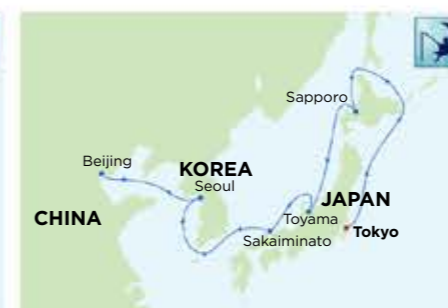 Sapporo
Beijing
KOREA
Seoul
JAPAN
CHINA
Toyama
Tokyo
Sakaiminato